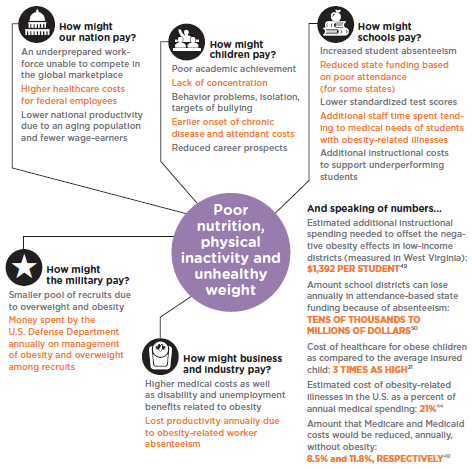 How might
our nation pay?
An underprepared work-
force unable to compete in
the global marketplace
Higher healthcare costs
for federal employees
Lower national productivity
due to an aging population
and fewer wage-earners
How might
children pay?
Poor academic achievement
Lack of concentration
Behavior problems, isolation,
targets of bullying
Earlier onset of chronic
disease and attendant costs
Reduced career prospects
How might
schools pay?
Increased student absenteeism
Reduced state funding based
on poor attendance
(for some states)
Lower standardized test scores
Additional staff time spent tend-
ing to medical needs of students
with obesity-related illnesses
Additional instructional costs
to support underperforming
students
Poor
nutrition,
physical
inactivity and
unhealthy
weight
How might
the military pay?
Smaller pool of recruits due
to overweight and obesity
Money spent by the
U.S. Defense Department
annually on management
of obesity and overweight
among recruits
How might business
and industry pay?
Higher medical costs as well
as disability and unemployment
benefits related to obesity
Lost productivity annually due
to obesity-related worker
absenteeism
And speaking of numbers...
Estimated additional instructional
spending needed to offset the neg-
ative obesity effects in low-income
districts (measured in West Virginia):
$1,392 PER STUDENT⁴⁹
Amount school districts can lose
annually in attendance-based state
funding because of absenteeism:
TENS OF THOUSANDS TO
MILLIONS OF DOLLARS⁵⁰
Cost of healthcare for obese children
as compared to the average insured
child: 3 TIMES AS HIGH³¹
Estimated cost of obesity-related
illnesses in the US as a percent of
annual medical spending: 21%⁴⁴
Amount that Medicare and Medicaid
costs would be reduced, annually,
without obesity:
8.5% and 11.8%, RESPECTIVELY⁴⁸